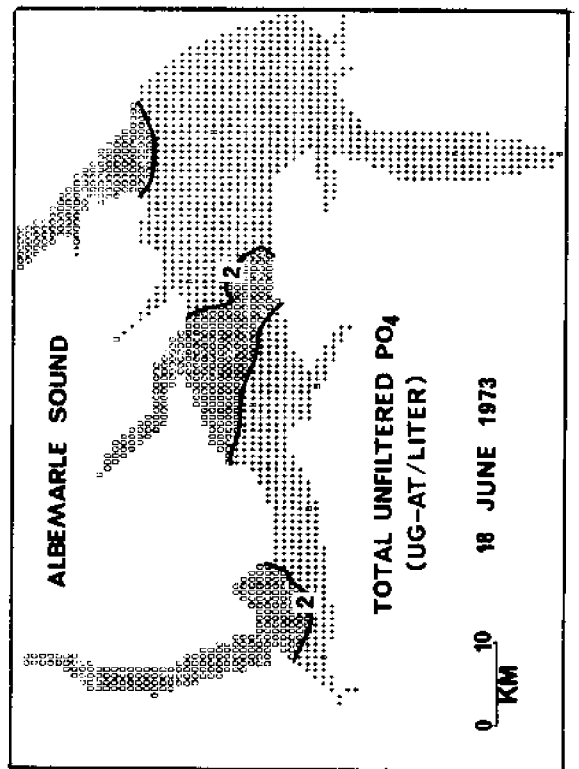 ALBEMARLE SOUND
2
2
TOTAL UNFILTERED PO4
(UG-AT/LITER)
18 JUNE 1973
0 10
KM